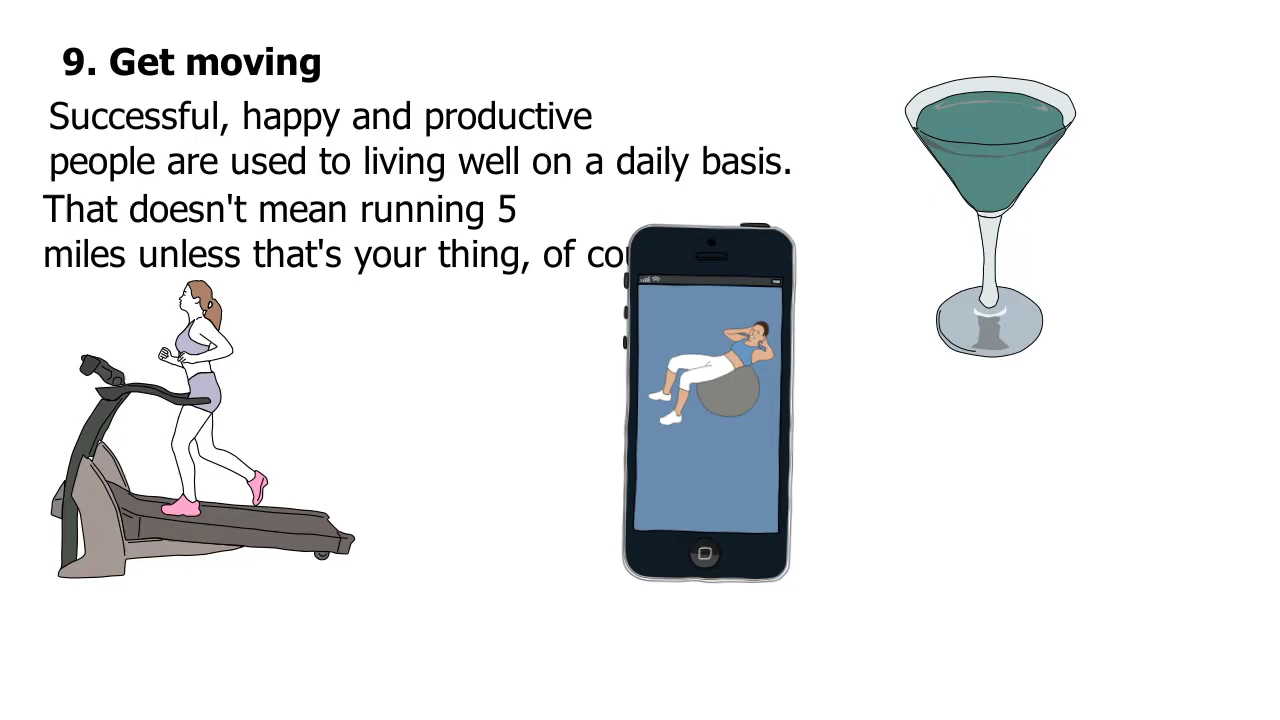 9. Get moving
Successful, happy and productive
people are used to living well on a daily basis.
That doesn't mean running 5
miles unless that's your thing, of